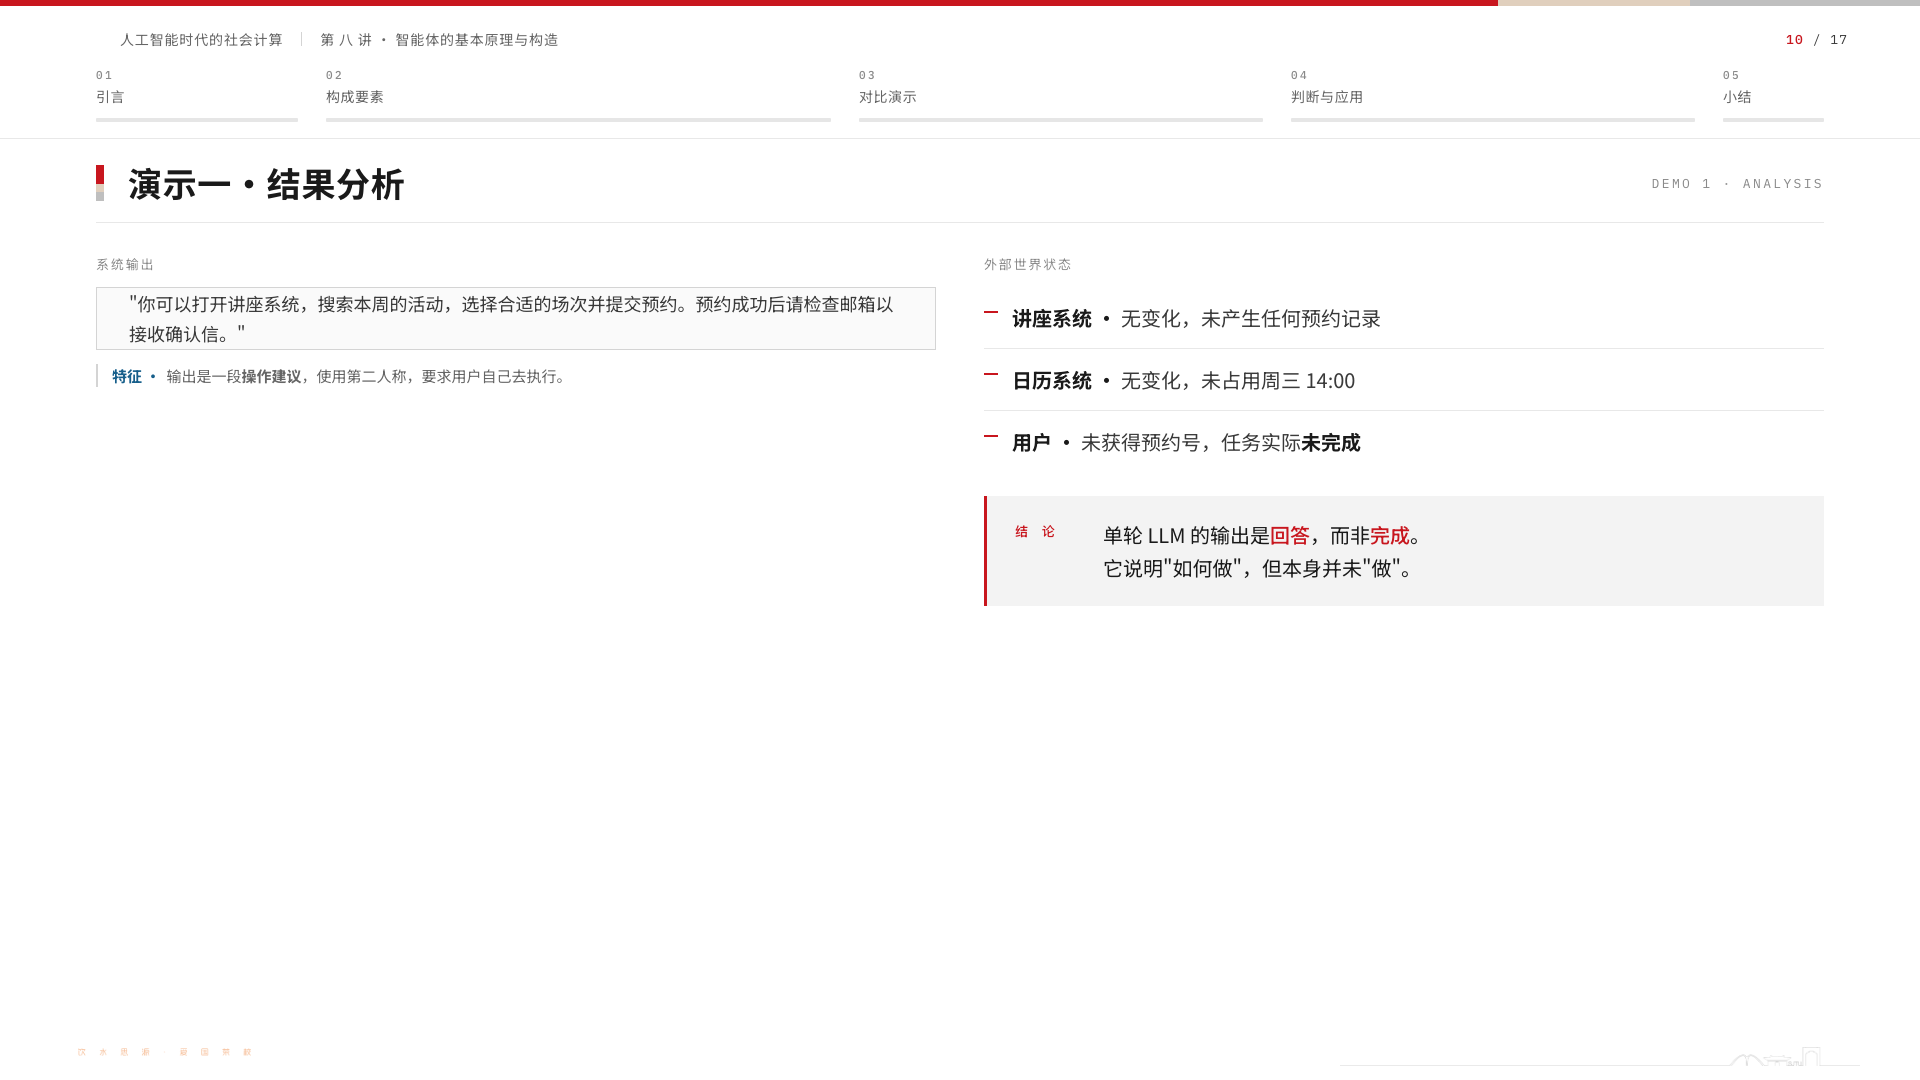 人工智能时代的社会计算
第 八 讲 · 智能体的基本原理与构造
10 / 17
01
引言
02
构成要素
03
对比演示
04
判断与应用
05
小结
演示一 · 结果分析
DEMO 1 · ANALYSIS
系统输出
"你可以打开讲座系统，搜索本周的活动，选择合适的场次并提交预约。预约成功后请检查邮箱以
接收确认信。"
特征 · 输出是一段操作建议，使用第二人称，要求用户自己去执行。
外部世界状态
讲座系统 · 无变化，未产生任何预约记录
日历系统 · 无变化，未占用周三 14:00
用户 · 未获得预约号，任务实际未完成
结 论
单轮 LLM 的输出是回答，而非完成。
它说明"如何做"，但本身并未"做"。
饮 水 思 源 · 爱 国 荣 校